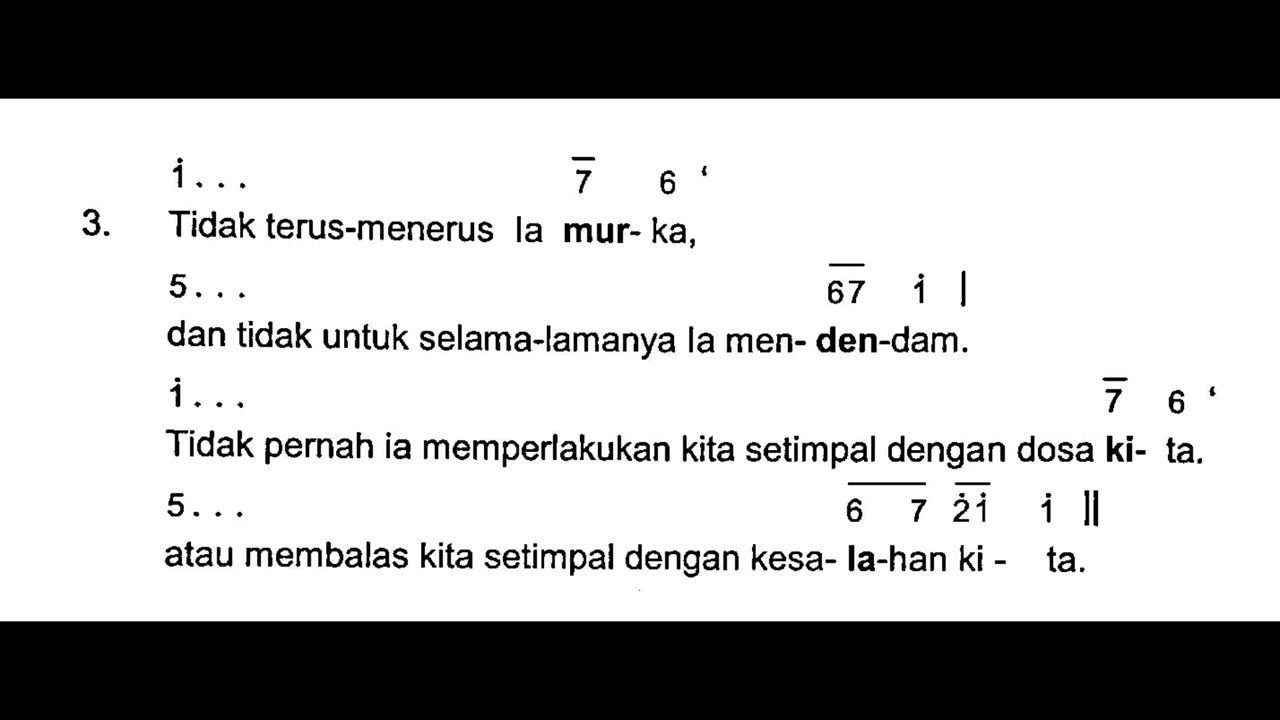 i̇ . . . 7̅ 6 ‘
3. Tidak terus-menerus Ia mur- ka,
5 . . . 6̅7̅ i̇ |
dan tidak untuk selama-lamanya Ia men- den-dam.
i̇ . . . 7̅ 6 ‘
Tidak pernah ia memperlakukan kita setimpal dengan dosa ki- ta.
5 . . . 6̅ 7̅ 2̇̅1̇̅ 1̇ ||
atau membalas kita setimpal dengan kesa- la-han ki - ta.